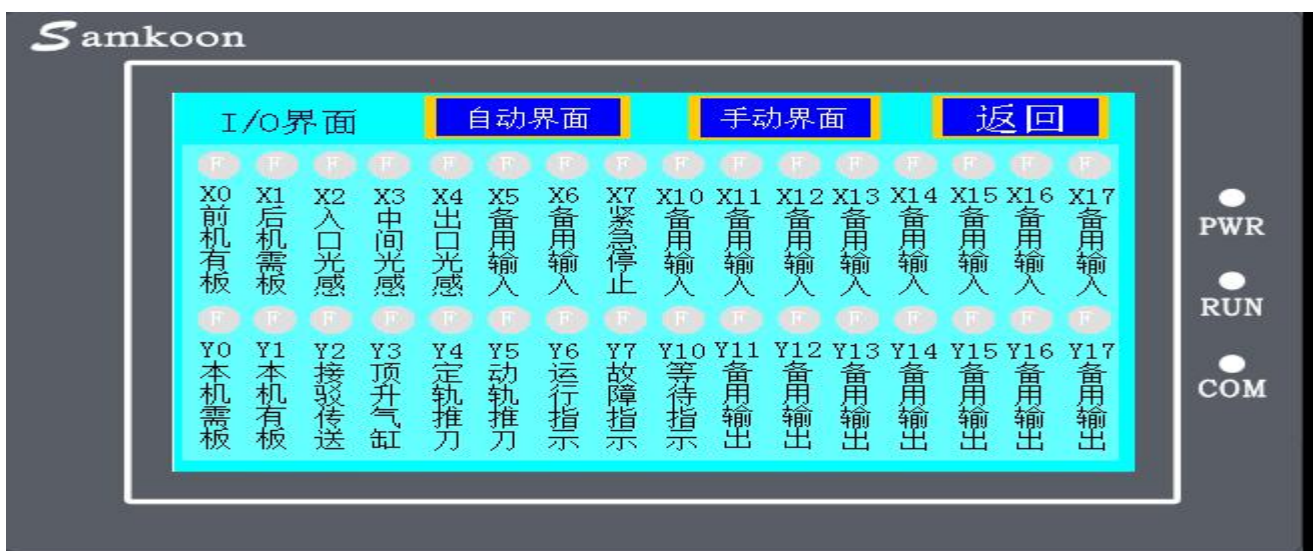 Samkoon
I/O界面 自动界面 手动界面 返回
F F F F F F F F F F F F F F F F
X0 X1 X2 X3 X4 X5 X6 X7 X10 X11 X12 X13 X14 X15 X16 X17
前机有板 后机需板 入口光感 中间光感 出口光感 备用输入 备用输入 紧急停止 备用输入 备用输入 备用输入 备用输入 备用输入 备用输入 备用输入 备用输入
F F F F F F F F F F F F F F F F
Y0 Y1 Y2 Y3 Y4 Y5 Y6 Y7 Y10 Y11 Y12 Y13 Y14 Y15 Y16 Y17
本机需板 本机有板 接驳传送 顶升气缸 定轨推刀 动轨推刀 运行指示 故障指示 等待指示 备用输出 备用输出 备用输出 备用输出 备用输出 备用输出 备用输出
PWR
RUN
COM